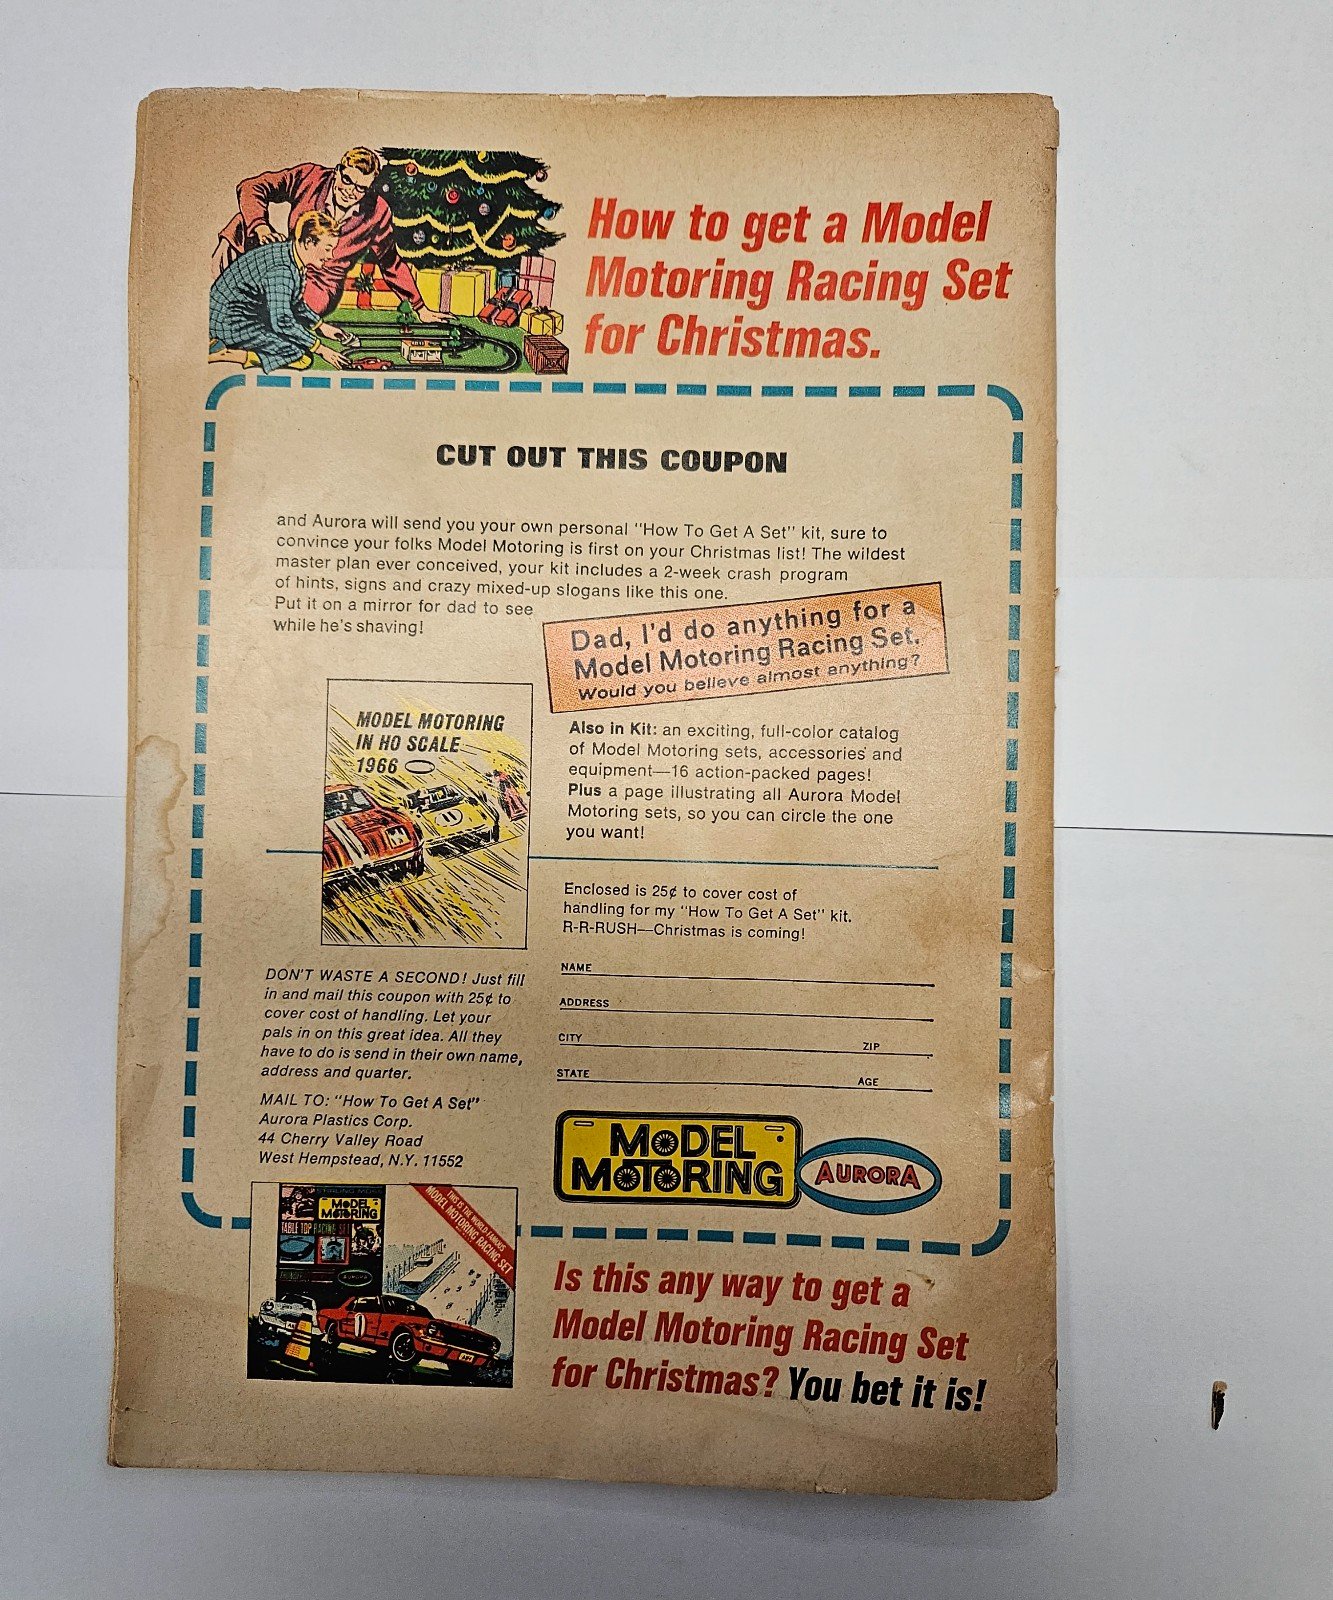 How to get a Model
Motoring Racing Set
for Christmas.
CUT OUT THIS COUPON
and Aurora will send you your own personal "How To Get A Set" kit, sure to
convince your folks Model Motoring is first on your Christmas list! The wildest
master plan ever conceived, your kit includes a 2-week crash program
of hints, signs and crazy mixed-up slogans like this one.
Put it on a mirror for dad to see
while he's shaving!
Dad, I'd do anything for a
Model Motoring Racing Set.
Would you believe almost anything?
MODEL MOTORING
IN HO SCALE
1966
11
Also in Kit: an exciting, full-color catalog
of Model Motoring sets, accessories and
equipment—16 action-packed pages!
Plus a page illustrating all Aurora Model
Motoring sets, so you can circle the one
you want!
Enclosed is 25¢ to cover cost of
handling for my "How To Get A Set" kit.
R-R-RUSH—Christmas is coming!
NAME
ADDRESS
CITY ZIP
STATE AGE
DON'T WASTE A SECOND! Just fill
in and mail this coupon with 25¢ to
cover cost of handling. Let your
pals in on this great idea. All they
have to do is send in their own name,
address and quarter.
MAIL TO: "How To Get A Set"
Aurora Plastics Corp.
44 Cherry Valley Road
West Hempstead, N.Y. 11552
MODEL
MOTORING
AURORA
STIRLING MOSS
MODEL
MOTORING
TABLE TOP RACING SET
AURORA
THIS IS THE WORLD-FAMOUS
MODEL MOTORING RACING SET
Is this any way to get a
Model Motoring Racing Set
for Christmas? You bet it is!